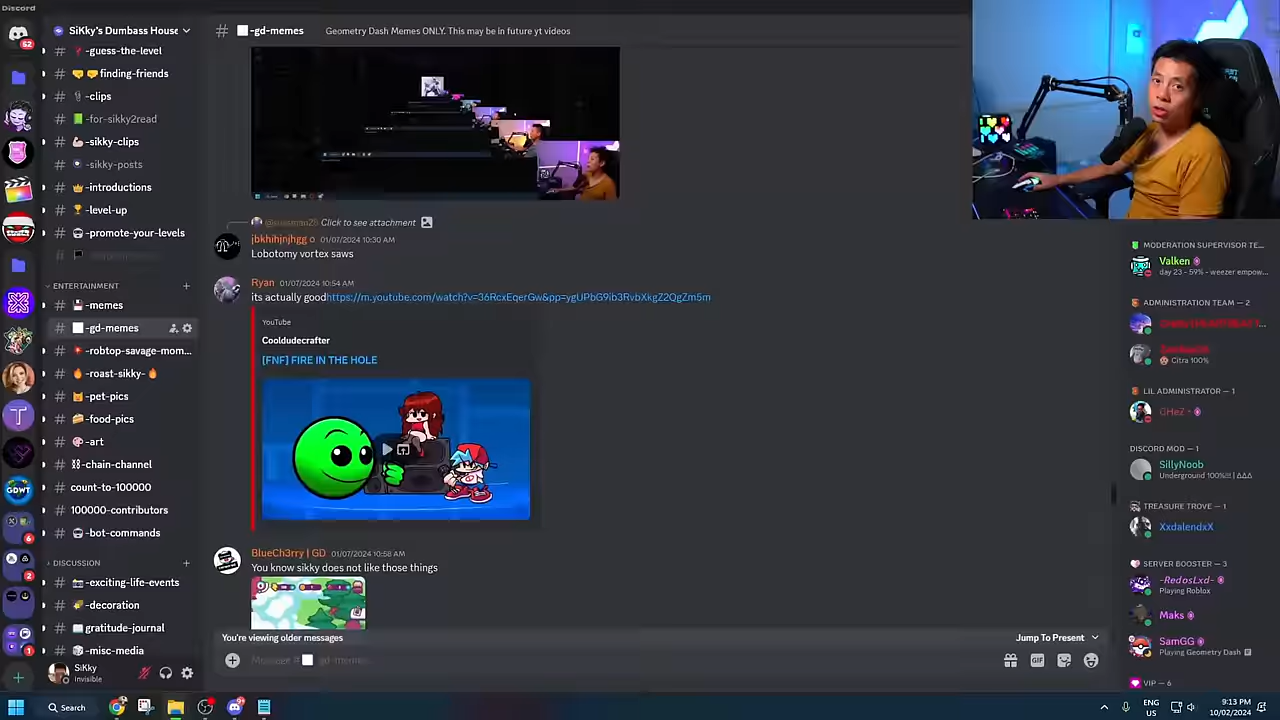 Discord
SiKky's Dumbass House
-gd-memes
Geometry Dash Memes ONLY. This may be in future yt videos
-guess-the-level
finding-friends
-clips
-for-sikky2read
-sikky-clips
-sikky-posts
-introductions
-level-up
-promote-your-levels
ENTERTAINMENT
-memes
-gd-memes
-robtop-savage-mom...
-roast-sikky-
-pet-pics
-food-pics
-art
-chain-channel
count-to-100000
100000-contributors
-bot-commands
DISCUSSION
-exciting-life-events
-decoration
gratitude-journal
-misc-media
SiKky
Invisible
52
6
2
1
GDWT
T
Click to see attachment
jbkhihjnjhgg o 01/07/2024 10:30 AM
Lobotomy vortex saws
Ryan 01/07/2024 10:54 AM
its actually goodhttps://m.youtube.com/watch?v=36RcxEqerGw&pp=ygUPbG9ib3RvbXkgZ2QgZm5m
YouTube
Cooldudecrafter
[FNF] FIRE IN THE HOLE
BlueCh3rry | GD 01/07/2024 10:58 AM
You know sikky does not like those things
You're viewing older messages
Jump To Present
Message #
gd-memes
GIF
MODERATION SUPERVISOR TE...
Valken
day 23 - 59% - weezer empow...
ADMINISTRATION TEAM — 2
Citra 100%
LIL ADMINISTRATOR — 1
GHeZ
DISCORD MOD — 1
SillyNoob
Underground 100%!!! | ΔΔΔ
TREASURE TROVE — 1
XxdalendxX
SERVER BOOSTER — 3
-RedosLxd-
Playing Roblox
Maks
SamGG
Playing Geometry Dash
VIP — 6
Search
ENG
US
9:13 PM
10/02/2024